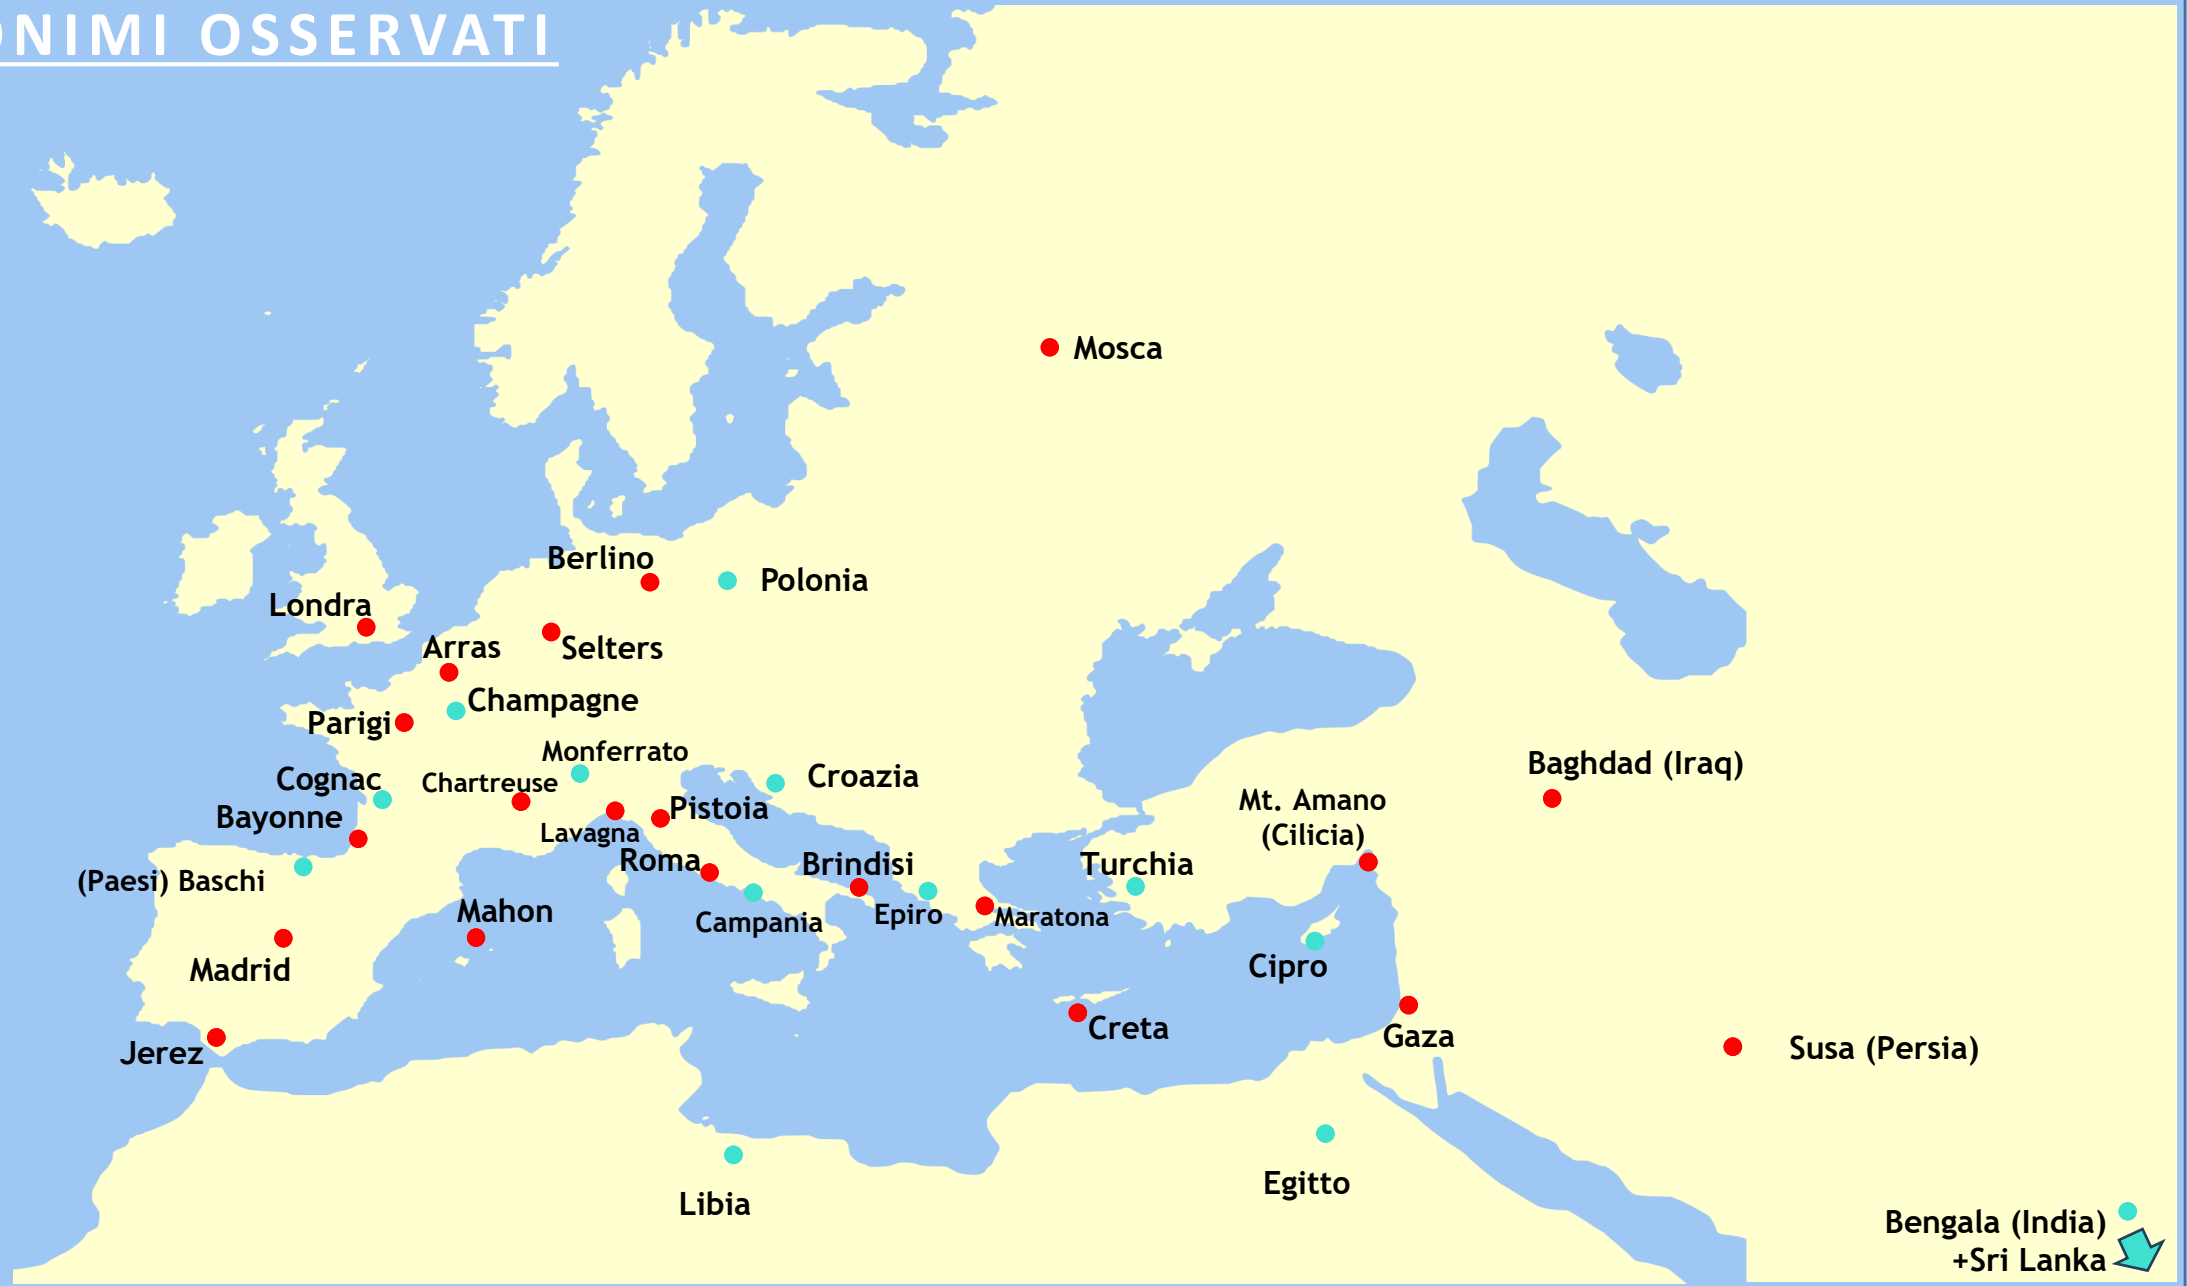 ONIMI OSSERVATI
Mosca
Berlino
Polonia
Londra
Arras
Selters
Champagne
Parigi
Monferrato
Cognac
Chartreuse
Croazia
Baghdad (Iraq)
Bayonne
Pistoia
Mt. Amano
(Cilicia)
Lavagna
Roma
Brindisi
Turchia
(Paesi) Baschi
Mahon
Campania
Epiro
Maratona
Madrid
Cipro
Jerez
Creta
Gaza
Susa (Persia)
Egitto
Libia
Bengala (India)
+Sri Lanka